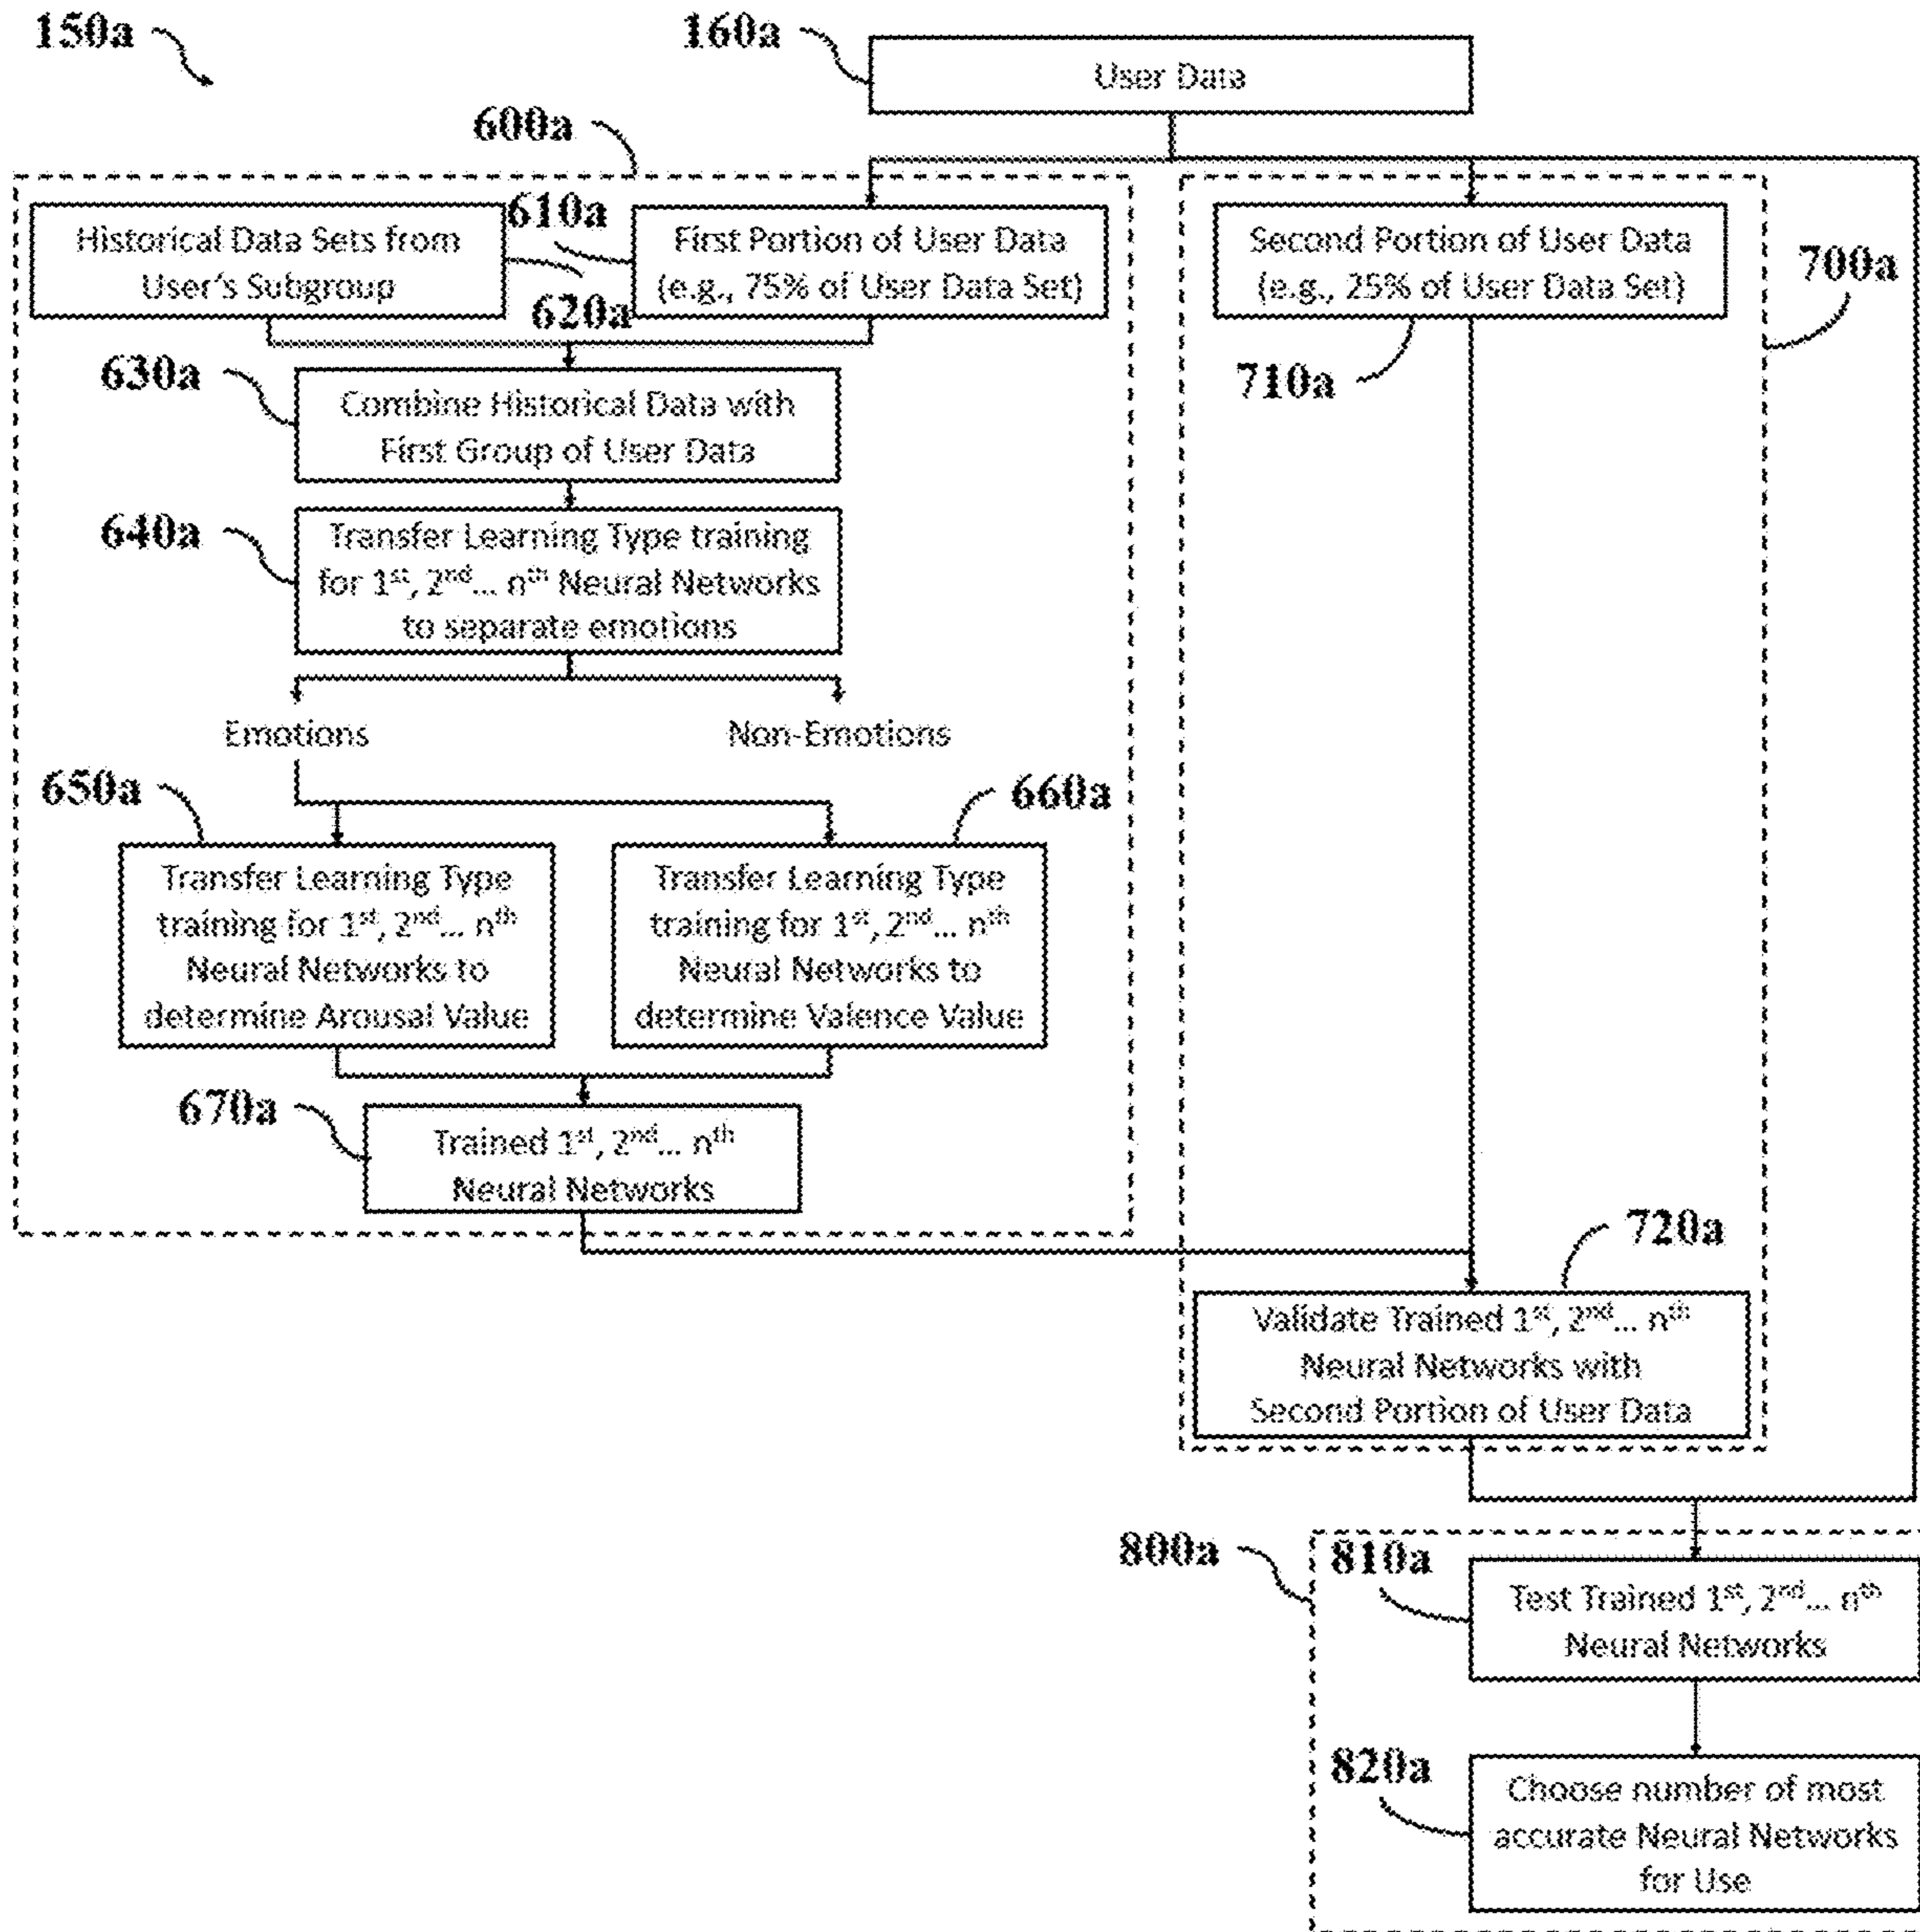 150a
160a
User Data
600a
Historical Data Sets from
User's Subgroup
610a
620a
First Portion of User Data
(e.g., 75% of User Data Set)
Second Portion of User Data
(e.g., 25% of User Data Set)
700a
710a
630a
Combine Historical Data with
First Group of User Data
640a
Transfer Learning Type training
for 1st, 2nd... nth Neural Networks
to separate emotions
Emotions
Non-Emotions
650a
660a
Transfer Learning Type
training for 1st, 2nd... nth
Neural Networks to
determine Arousal Value
Transfer Learning Type
training for 1st, 2nd... nth
Neural Networks to
determine Valence Value
670a
Trained 1st, 2nd... nth
Neural Networks
720a
Validate Trained 1st, 2nd... nth
Neural Networks with
Second Portion of User Data
800a
810a
Test Trained 1st, 2nd... nth
Neural Networks
820a
Choose number of most
accurate Neural Networks
for Use